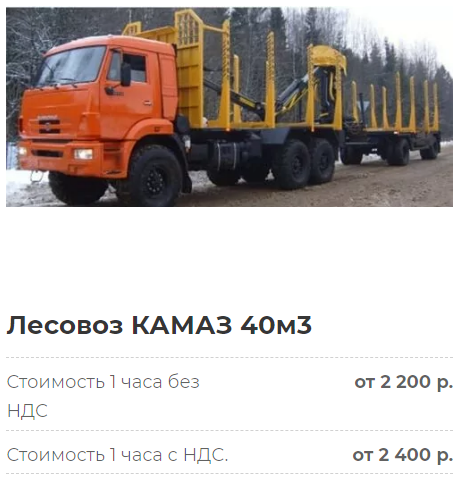 Лесовоз КАМАЗ 40м3
Стоимость 1 часа без от 2 200 р.
НДС
Стоимость 1 часа с НДС. от 2 400 р.